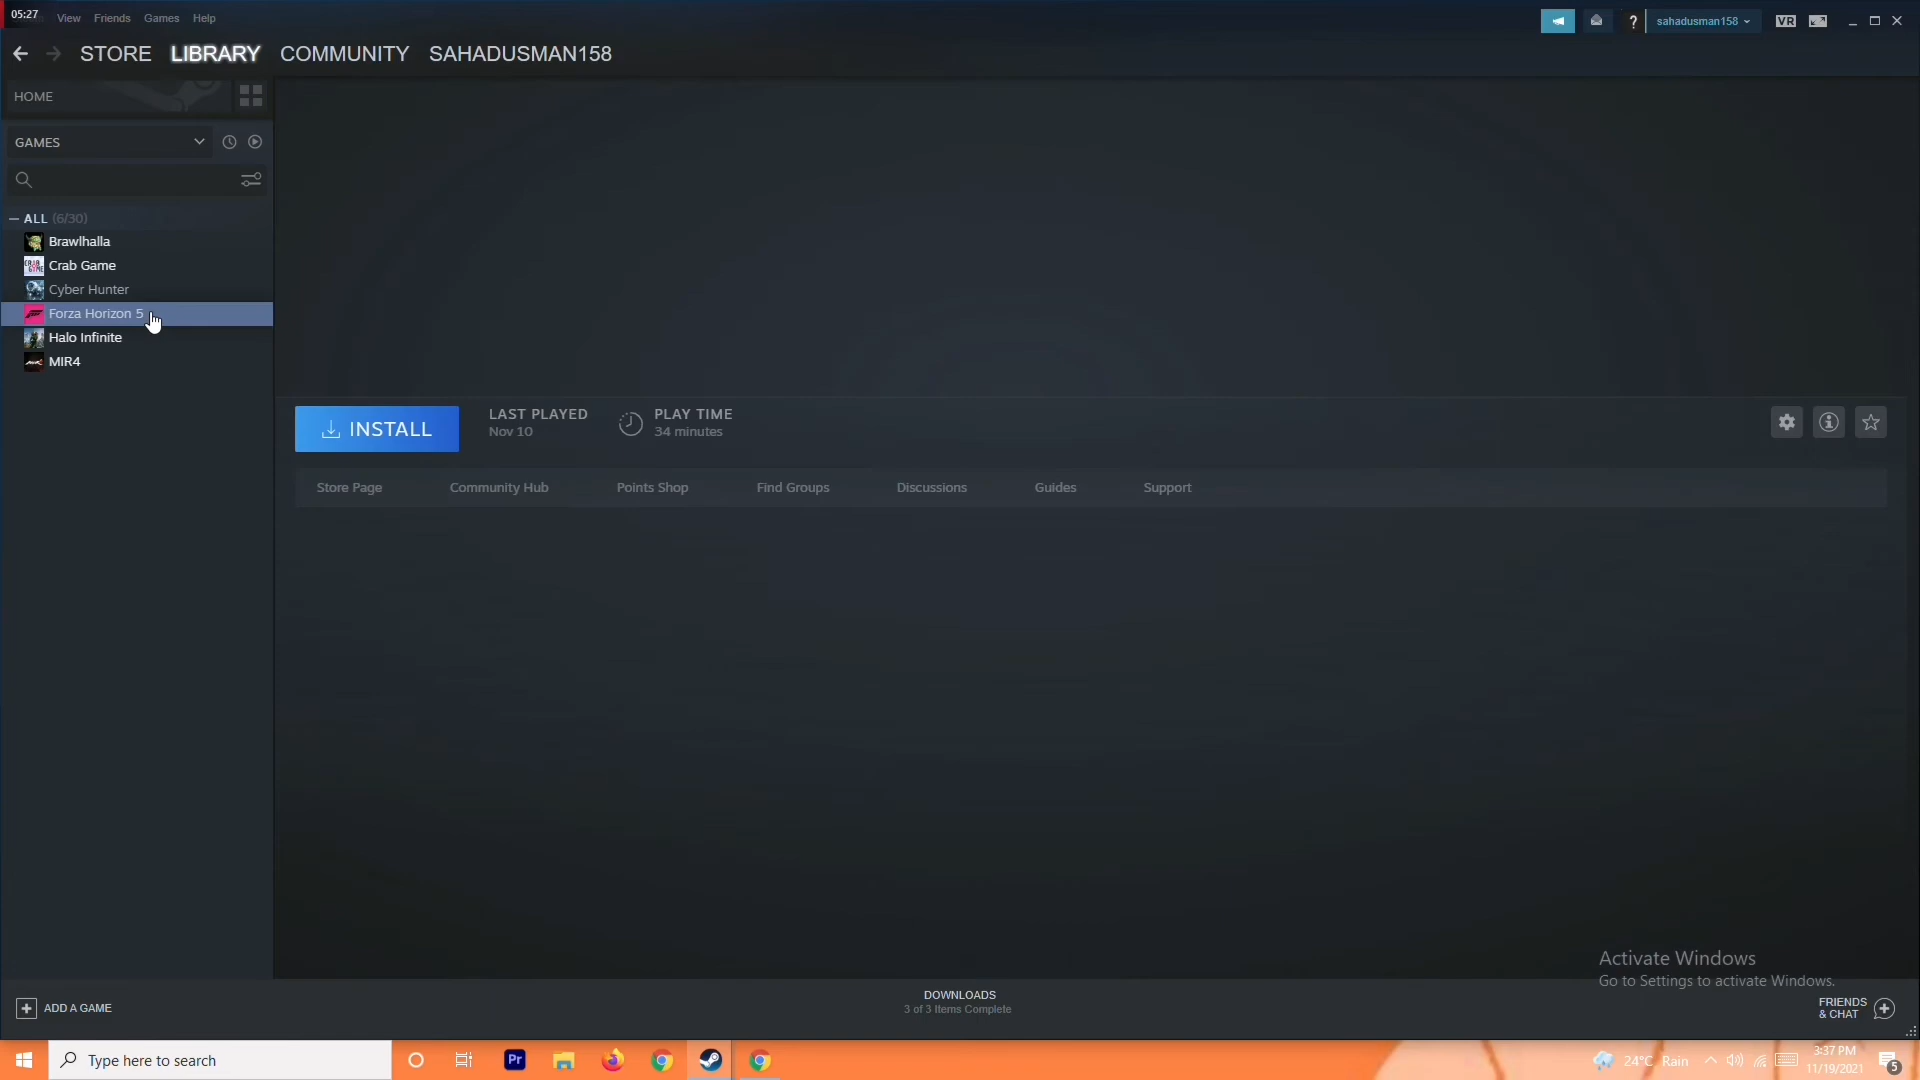 05:27
View Friends Games Help
sahadusman158
VR
STORE LIBRARY COMMUNITY SAHADUSMAN158
HOME
GAMES
ALL (6/30)
Brawlhalla
Crab Game
Cyber Hunter
Forza Horizon 5
Halo Infinite
MIR4
INSTALL
LAST PLAYED
Nov 10
PLAY TIME
34 minutes
Store Page Community Hub Points Shop Find Groups Discussions Guides Support
Activate Windows
Go to Settings to activate Windows.
ADD A GAME
DOWNLOADS
3 of 3 Items Complete
FRIENDS
& CHAT
Type here to search
Pr
24°C Rain
3:37 PM
11/19/2021
5